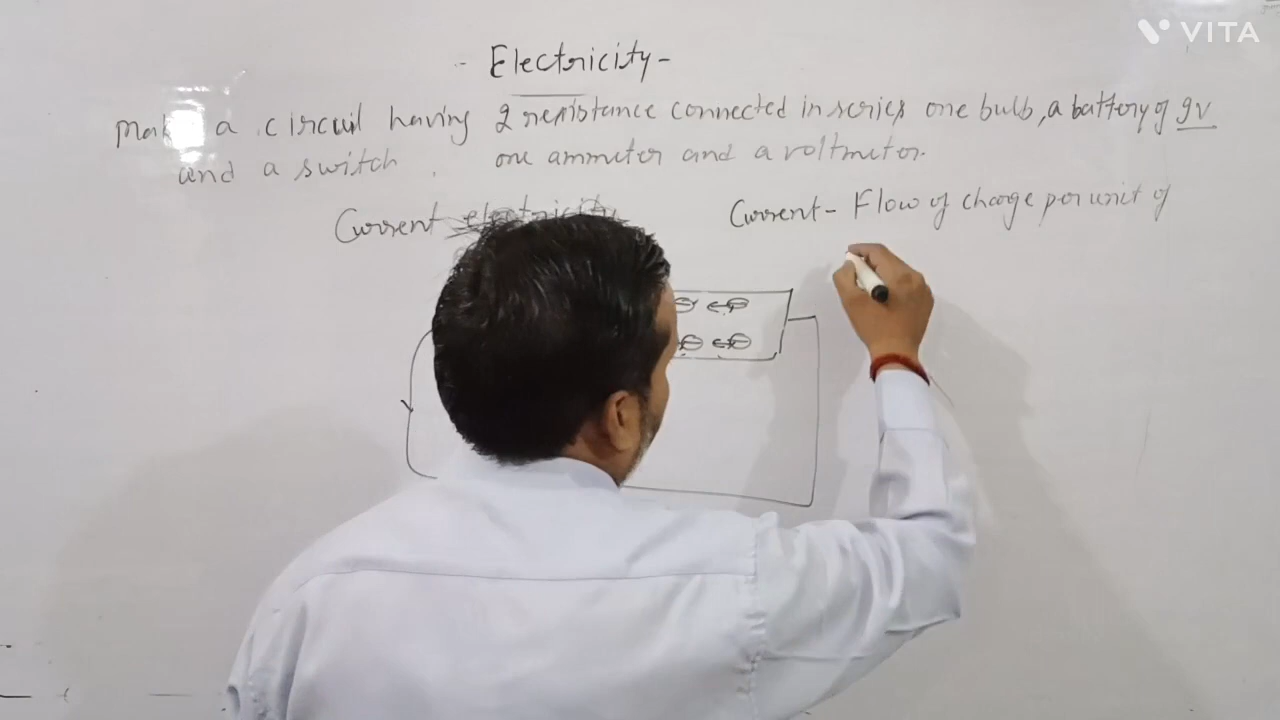 VITA
- Electricity -
Make a circuit having 2 resistance connected in series one bulb, a battery of 9v
and a switch. one ammeter and a voltmeter.
Current electricity
Current - Flow of charge per unit of